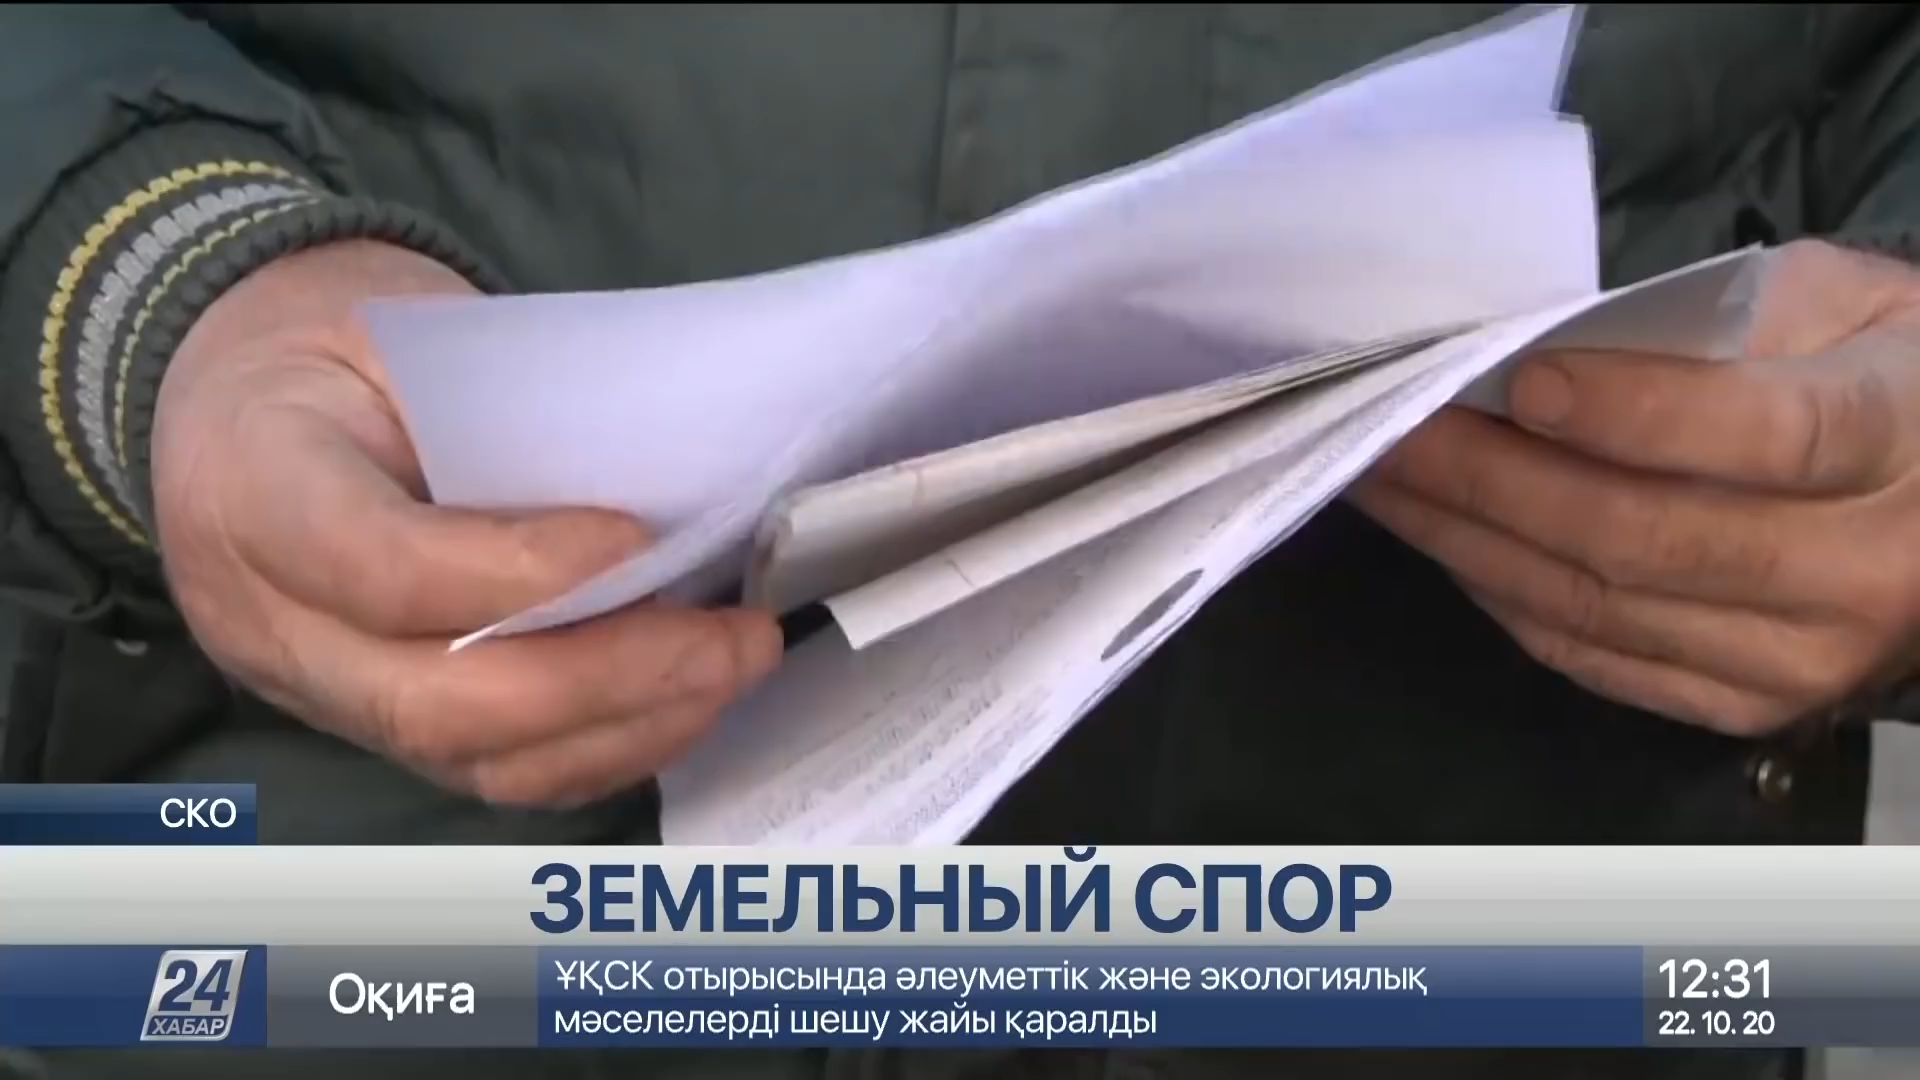 СКО
ЗЕМЕЛЬНЫЙ СПОР
24
ХАБАР
Оқиға
ҰҚСК отырысында әлеуметтік және экологиялық
мәселелерді шешу жайы қаралды
12:31
22. 10. 20